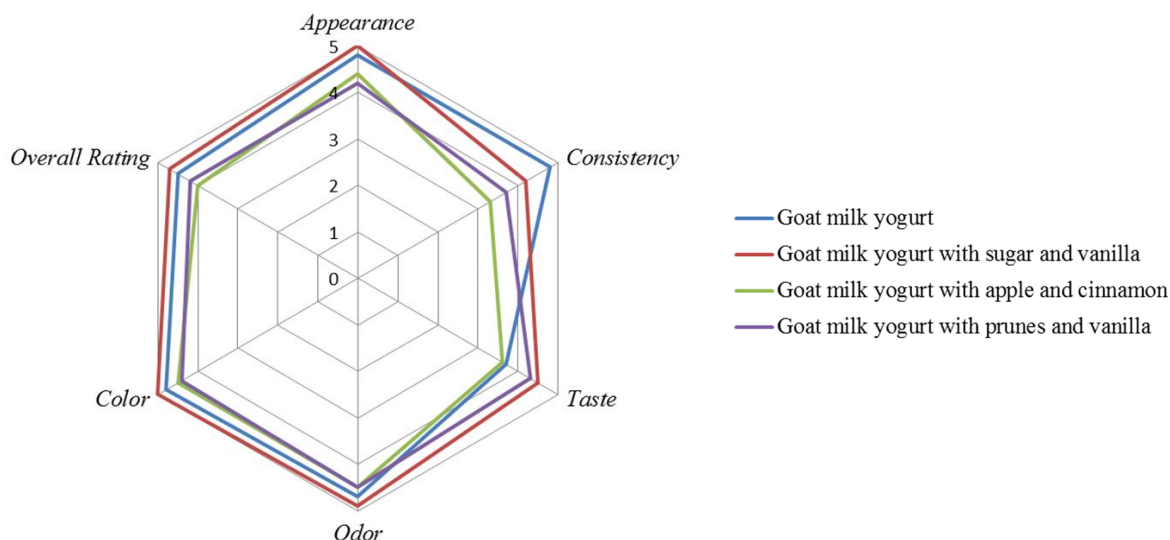 Appearance
5
4
3
2
1
0
Overall Rating
Consistency
Color
Taste
Odor
Goat milk yogurt
Goat milk yogurt with sugar and vanilla
Goat milk yogurt with apple and cinnamon
Goat milk yogurt with prunes and vanilla